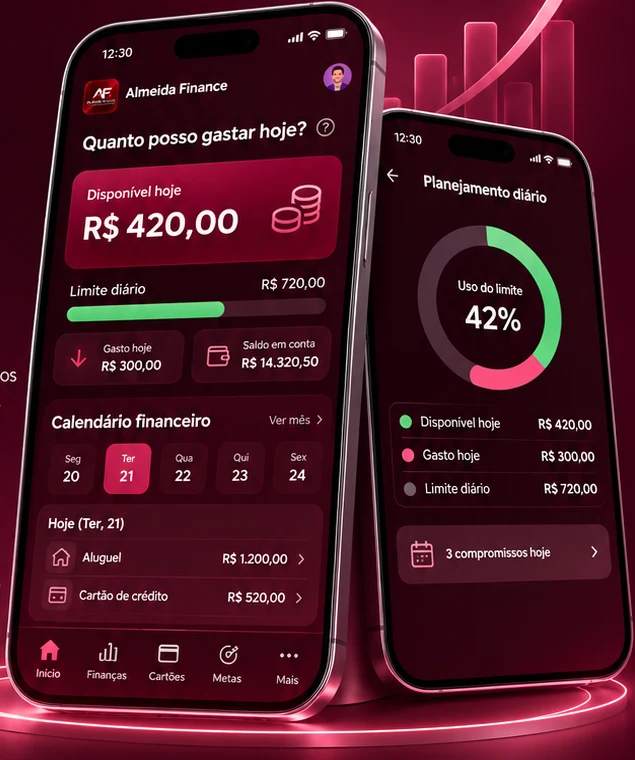 OS
12:30
AF
Almeida Finance
Quanto posso gastar hoje? ?
Disponível hoje
R$ 420,00
Limite diário R$ 720,00
Gasto hoje
R$ 300,00
Saldo em conta
R$ 14.320,50
Calendário financeiro Ver mês
Seg Ter Qua Qui Sex
20 21 22 23 24
Hoje (Ter, 21)
Aluguel R$ 1.200,00
Cartão de crédito R$ 520,00
Início Finanças Cartões Metas Mais
12:30
Planejamento diário
Uso do limite
42%
Disponível hoje R$ 420,00
Gasto hoje R$ 300,00
Limite diário R$ 720,00
3 compromissos hoje